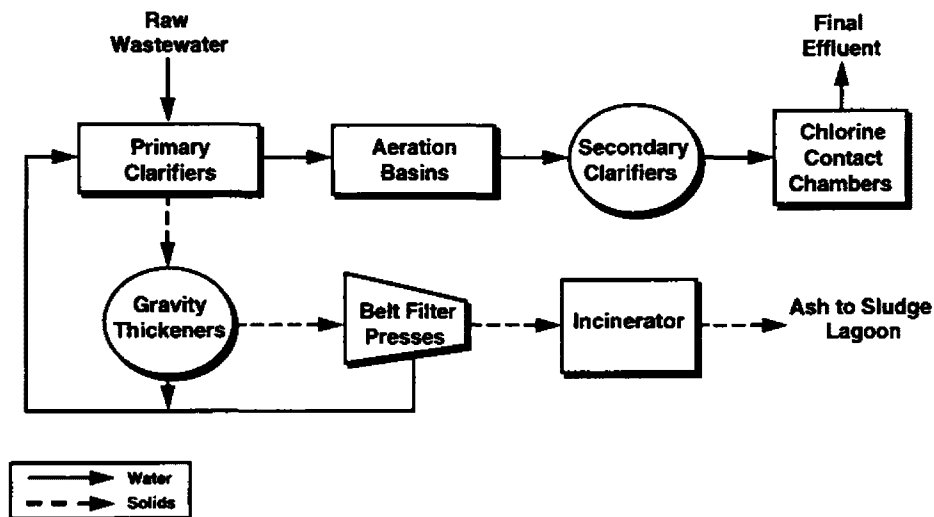 Raw
Wastewater
Final
Effluent
Primary
Clarifiers
Aeration
Basins
Secondary
Clarifiers
Chlorine
Contact
Chambers
Gravity
Thickeners
Belt Filter
Presses
Incinerator
Ash to Sludge
Lagoon
Water
Solids